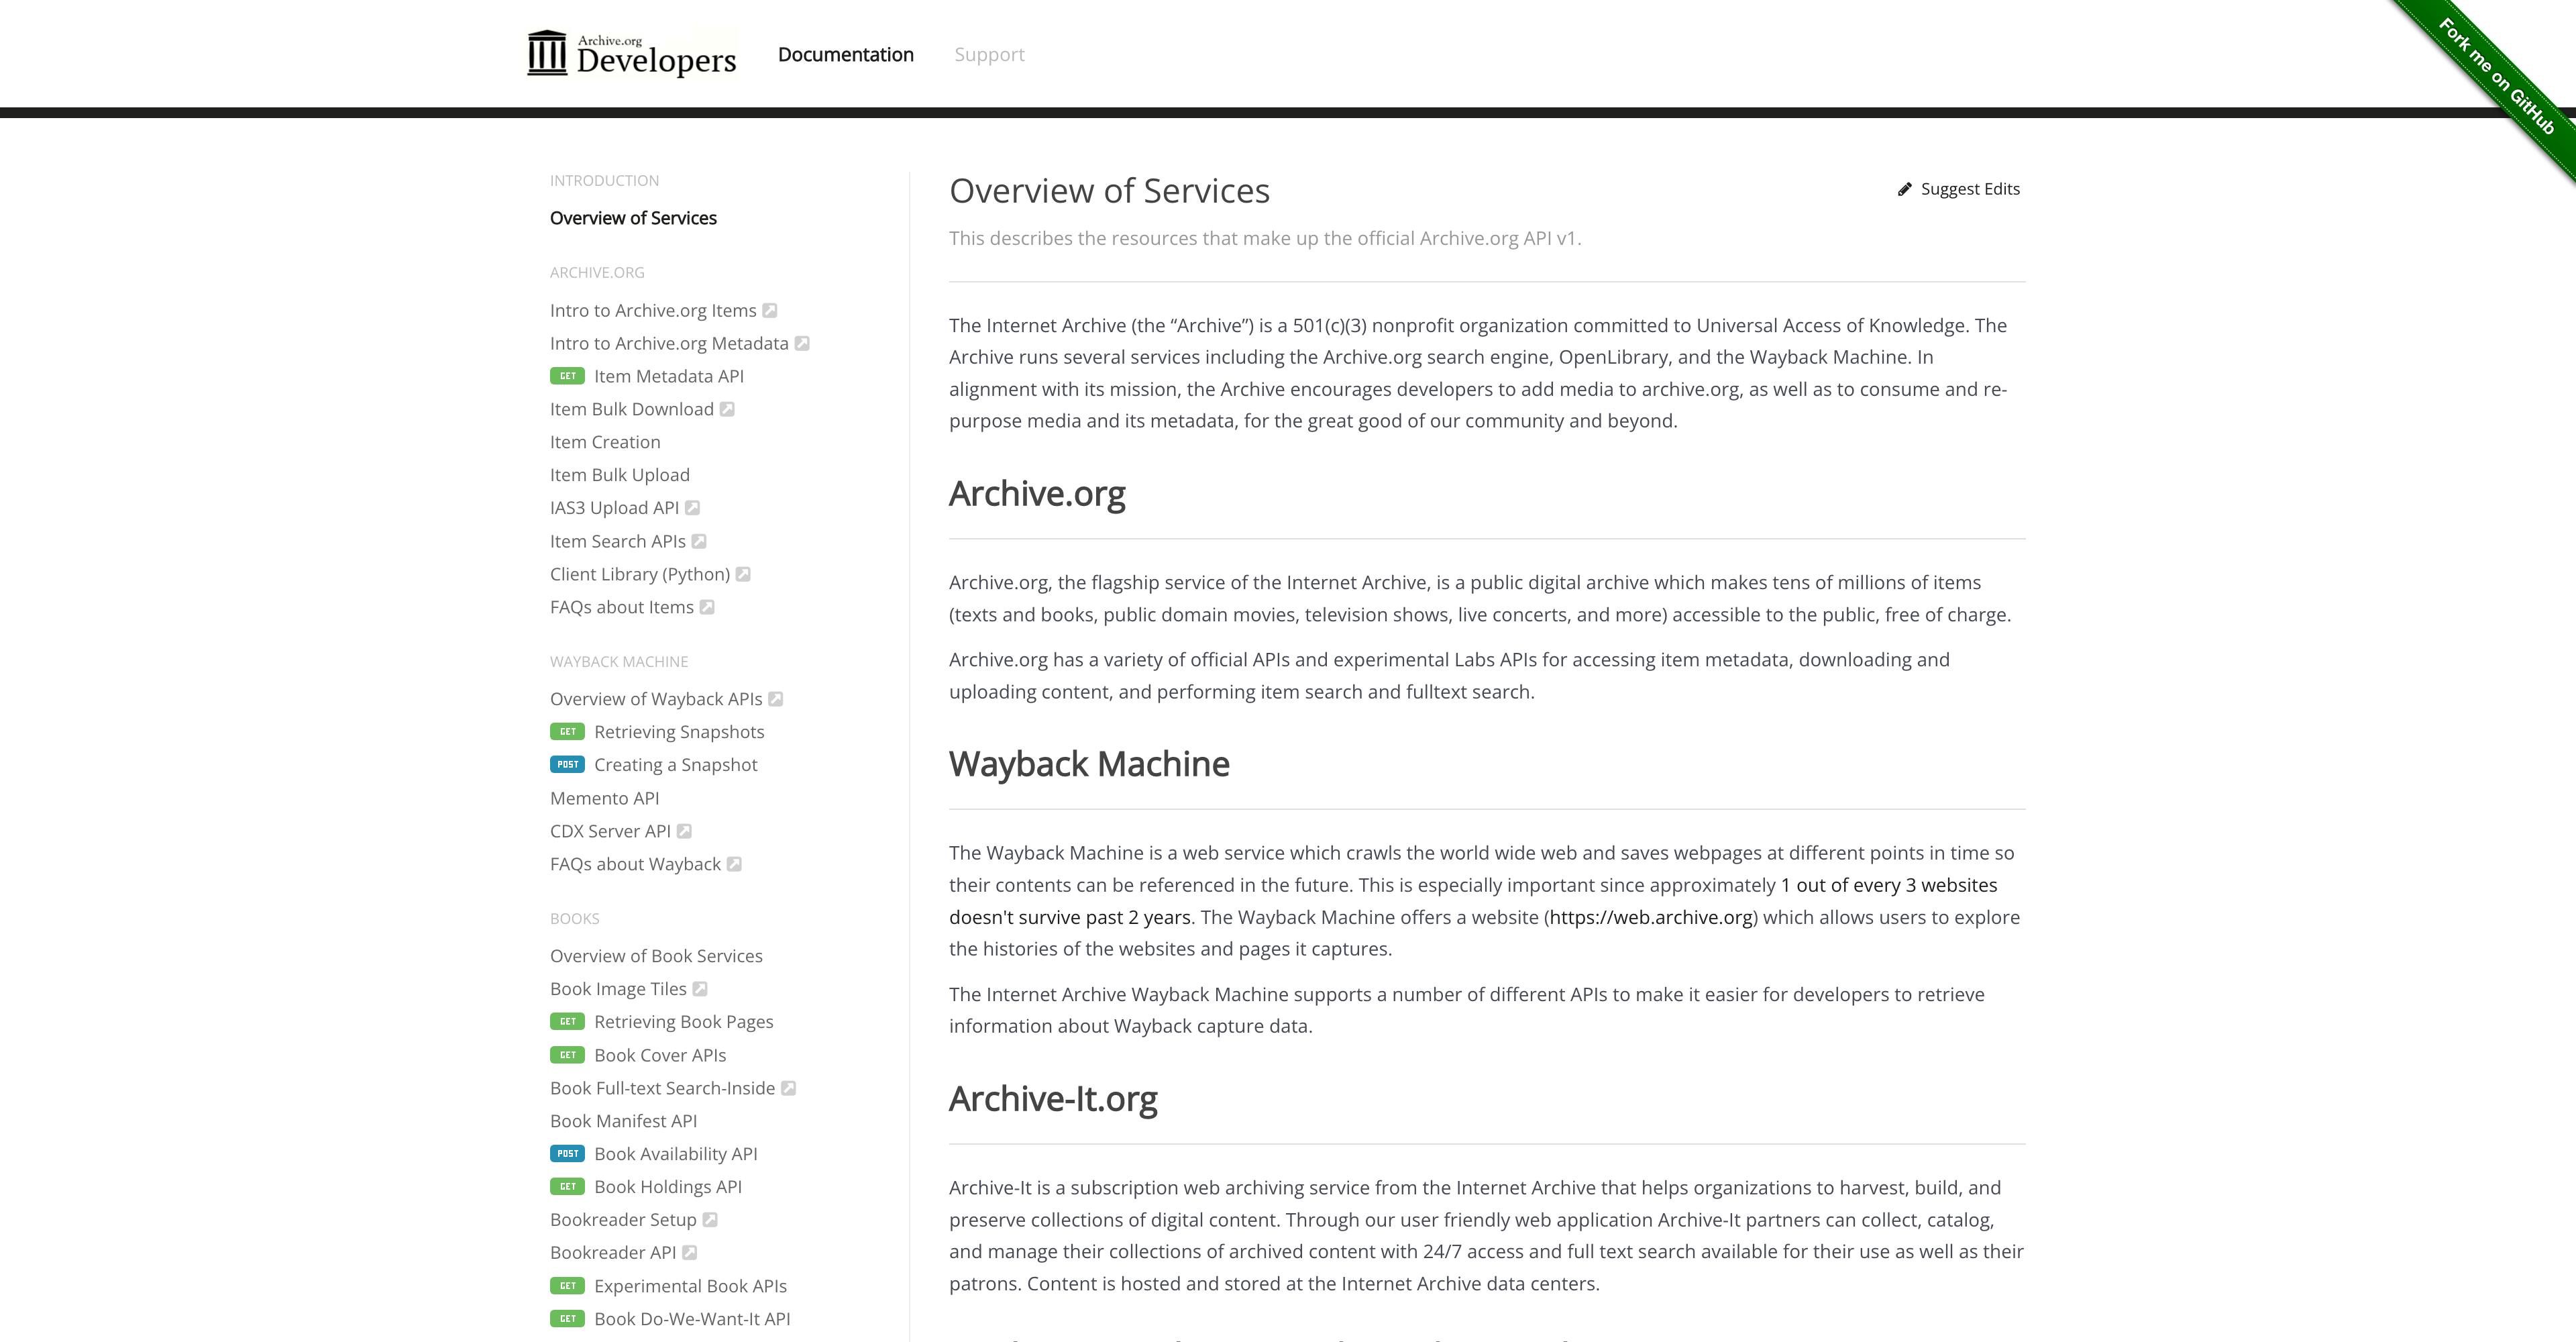 Archive.org
Developers
Documentation
Support
Fork me on GitHub
INTRODUCTION
Overview of Services
ARCHIVE.ORG
Intro to Archive.org Items
Intro to Archive.org Metadata
GET Item Metadata API
Item Bulk Download
Item Creation
Item Bulk Upload
IAS3 Upload API
Item Search APIs
Client Library (Python)
FAQs about Items
WAYBACK MACHINE
Overview of Wayback APIs
GET Retrieving Snapshots
POST Creating a Snapshot
Memento API
CDX Server API
FAQs about Wayback
BOOKS
Overview of Book Services
Book Image Tiles
GET Retrieving Book Pages
GET Book Cover APIs
Book Full-text Search-Inside
Book Manifest API
POST Book Availability API
GET Book Holdings API
Bookreader Setup
Bookreader API
GET Experimental Book APIs
GET Book Do-We-Want-It API
Overview of Services
Suggest Edits
This describes the resources that make up the official Archive.org API v1.
The Internet Archive (the “Archive”) is a 501(c)(3) nonprofit organization committed to Universal Access of Knowledge. The
Archive runs several services including the Archive.org search engine, OpenLibrary, and the Wayback Machine. In
alignment with its mission, the Archive encourages developers to add media to archive.org, as well as to consume and re-
purpose media and its metadata, for the great good of our community and beyond.
Archive.org
Archive.org, the flagship service of the Internet Archive, is a public digital archive which makes tens of millions of items
(texts and books, public domain movies, television shows, live concerts, and more) accessible to the public, free of charge.
Archive.org has a variety of official APIs and experimental Labs APIs for accessing item metadata, downloading and
uploading content, and performing item search and fulltext search.
Wayback Machine
The Wayback Machine is a web service which crawls the world wide web and saves webpages at different points in time so
their contents can be referenced in the future. This is especially important since approximately 1 out of every 3 websites
doesn't survive past 2 years. The Wayback Machine offers a website (https://web.archive.org) which allows users to explore
the histories of the websites and pages it captures.
The Internet Archive Wayback Machine supports a number of different APIs to make it easier for developers to retrieve
information about Wayback capture data.
Archive-It.org
Archive-It is a subscription web archiving service from the Internet Archive that helps organizations to harvest, build, and
preserve collections of digital content. Through our user friendly web application Archive-It partners can collect, catalog,
and manage their collections of archived content with 24/7 access and full text search available for their use as well as their
patrons. Content is hosted and stored at the Internet Archive data centers.